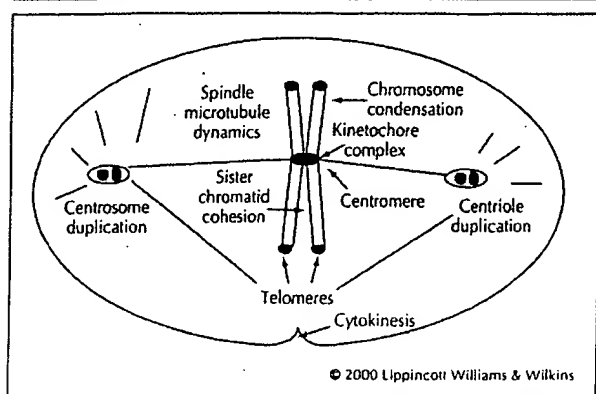 Spindle
microtubule
dynamics
Chromosome
condensation
Kinetochore
complex
Sister
chromatid
cohesion
Centromere
Centrosome
duplication
Centriole
duplication
Telomeres
Cytokinesis
© 2000 Lippincott Williams & Wilkins